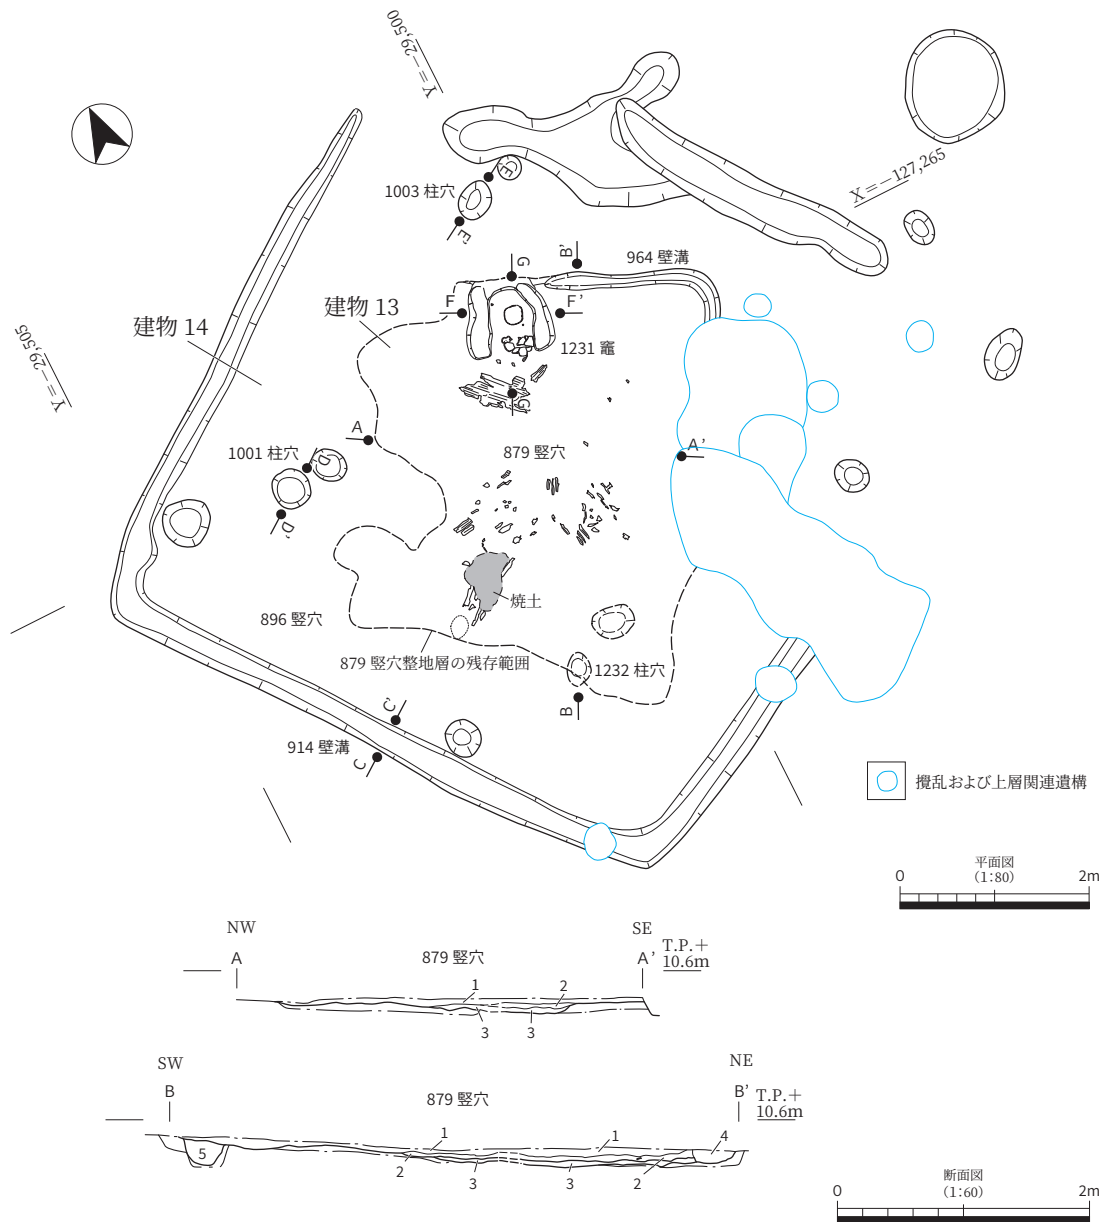 Y＝－29,500
X＝－127,265
Y＝－29,505
1003 柱穴
E
E'
G
B'
964 壁溝
建物 13
建物 14
F
F'
1231 竈
G'
A
A'
879 竪穴
1001 柱穴
D
D'
焼土
896 竪穴
879 竪穴整地層の残存範囲
1232 柱穴
B
C'
914 壁溝
C
攪乱および上層関連遺構
平面図
（1：80）
0
2m
NW
SE
A
879 竪穴
A'
T.P.＋
10.6m
1
2
3
3
SW
NE
B
879 竪穴
B'
T.P.＋
10.6m
1
1
4
5
2
3
3
2
断面図
（1：60）
0
2m